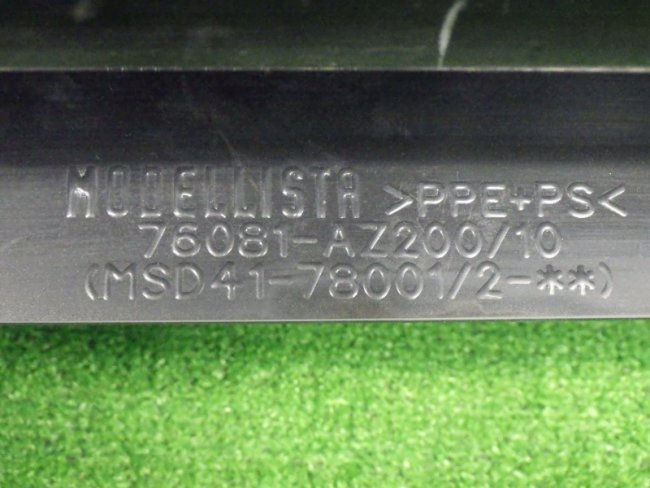 MODELLISTA >PPE+PS<
76081-AZ200/10
(MSD41-78001/2-**)